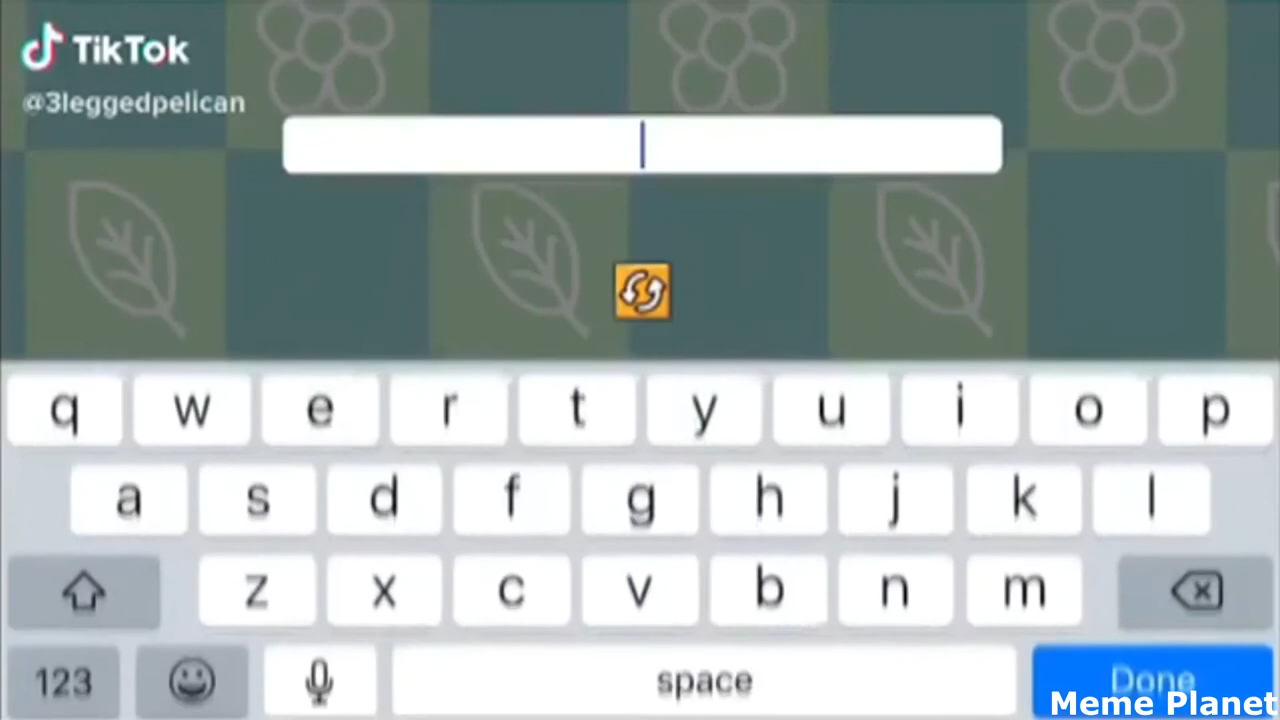 TikTok
@3leggedpelican
q w e r t y u i o p
a s d f g h j k l
z x c v b n m
123 space Done
Meme Planet